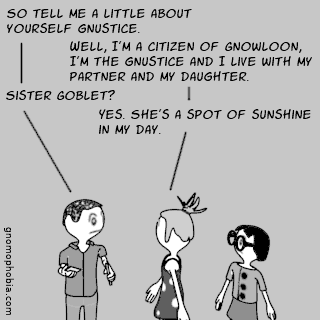 SO TELL ME A LITTLE ABOUT
YOURSELF GNUSTICE.
WELL, I'M A CITIZEN OF GNOWLOON,
I'M THE GNUSTICE AND I LIVE WITH MY
PARTNER AND MY DAUGHTER.
SISTER GOBLET?
YES. SHE'S A SPOT OF SUNSHINE
IN MY DAY.
gnomophobia.com